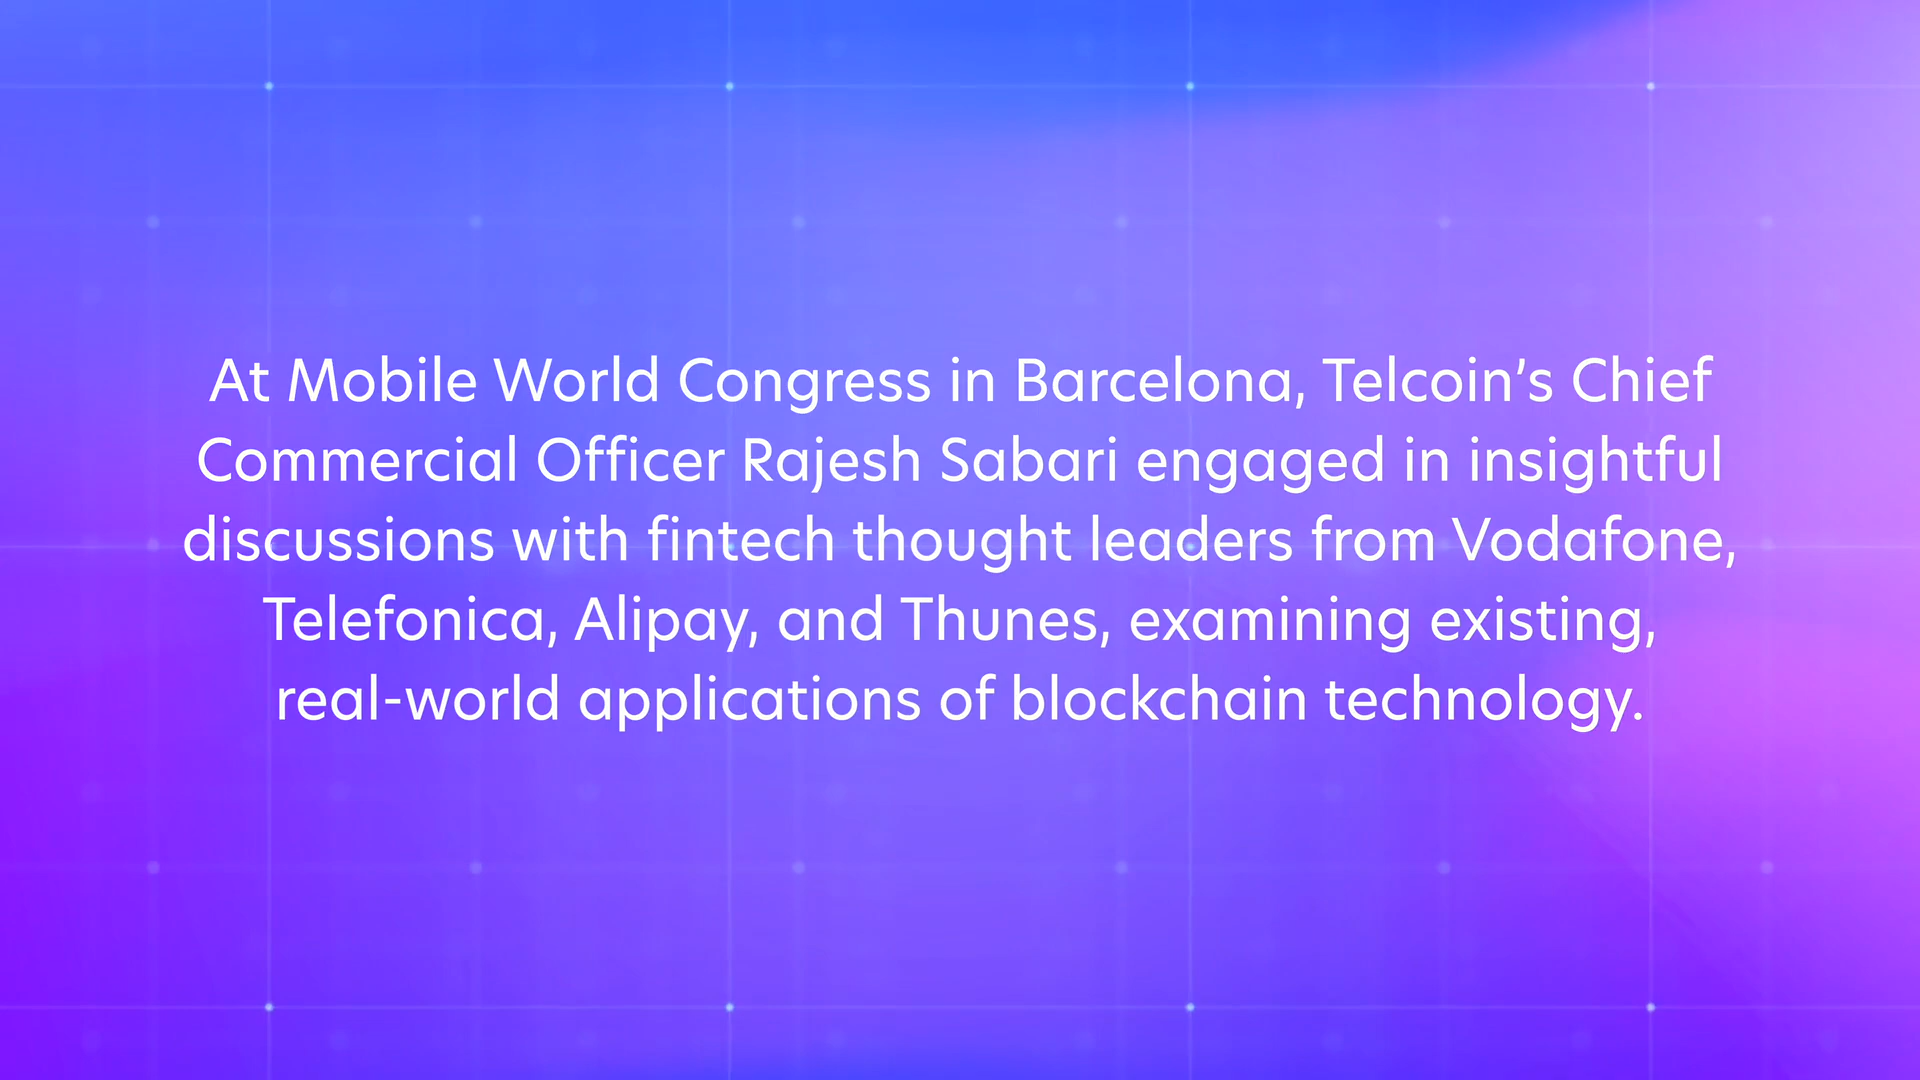 At Mobile World Congress in Barcelona, Telcoin’s Chief
Commercial Officer Rajesh Sabari engaged in insightful
discussions with fintech thought leaders from Vodafone,
Telefonica, Alipay, and Thunes, examining existing,
real-world applications of blockchain technology.